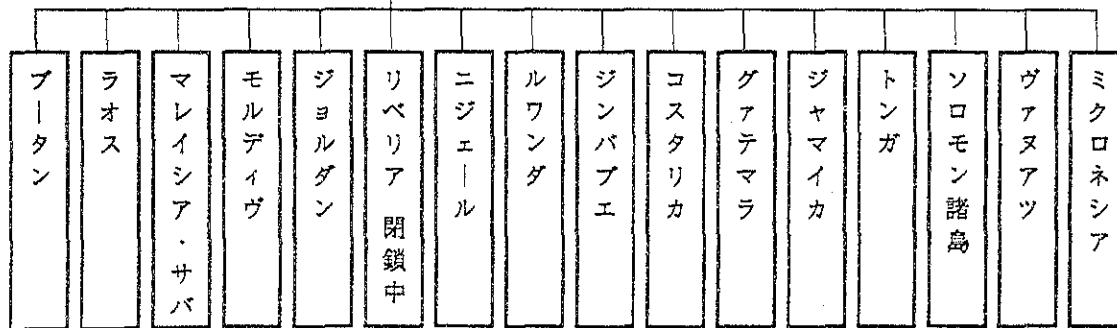 ブータン
ラオス
マレイシア・サバ
モルディヴ
ジョルダン
リベリア 閉鎖中
ニジェール
ルワンダ
ジンバブエ
コスタリカ
グァテマラ
ジャマイカ
トンガ
ソロモン諸島
ヴァヌアツ
ミクロネシア